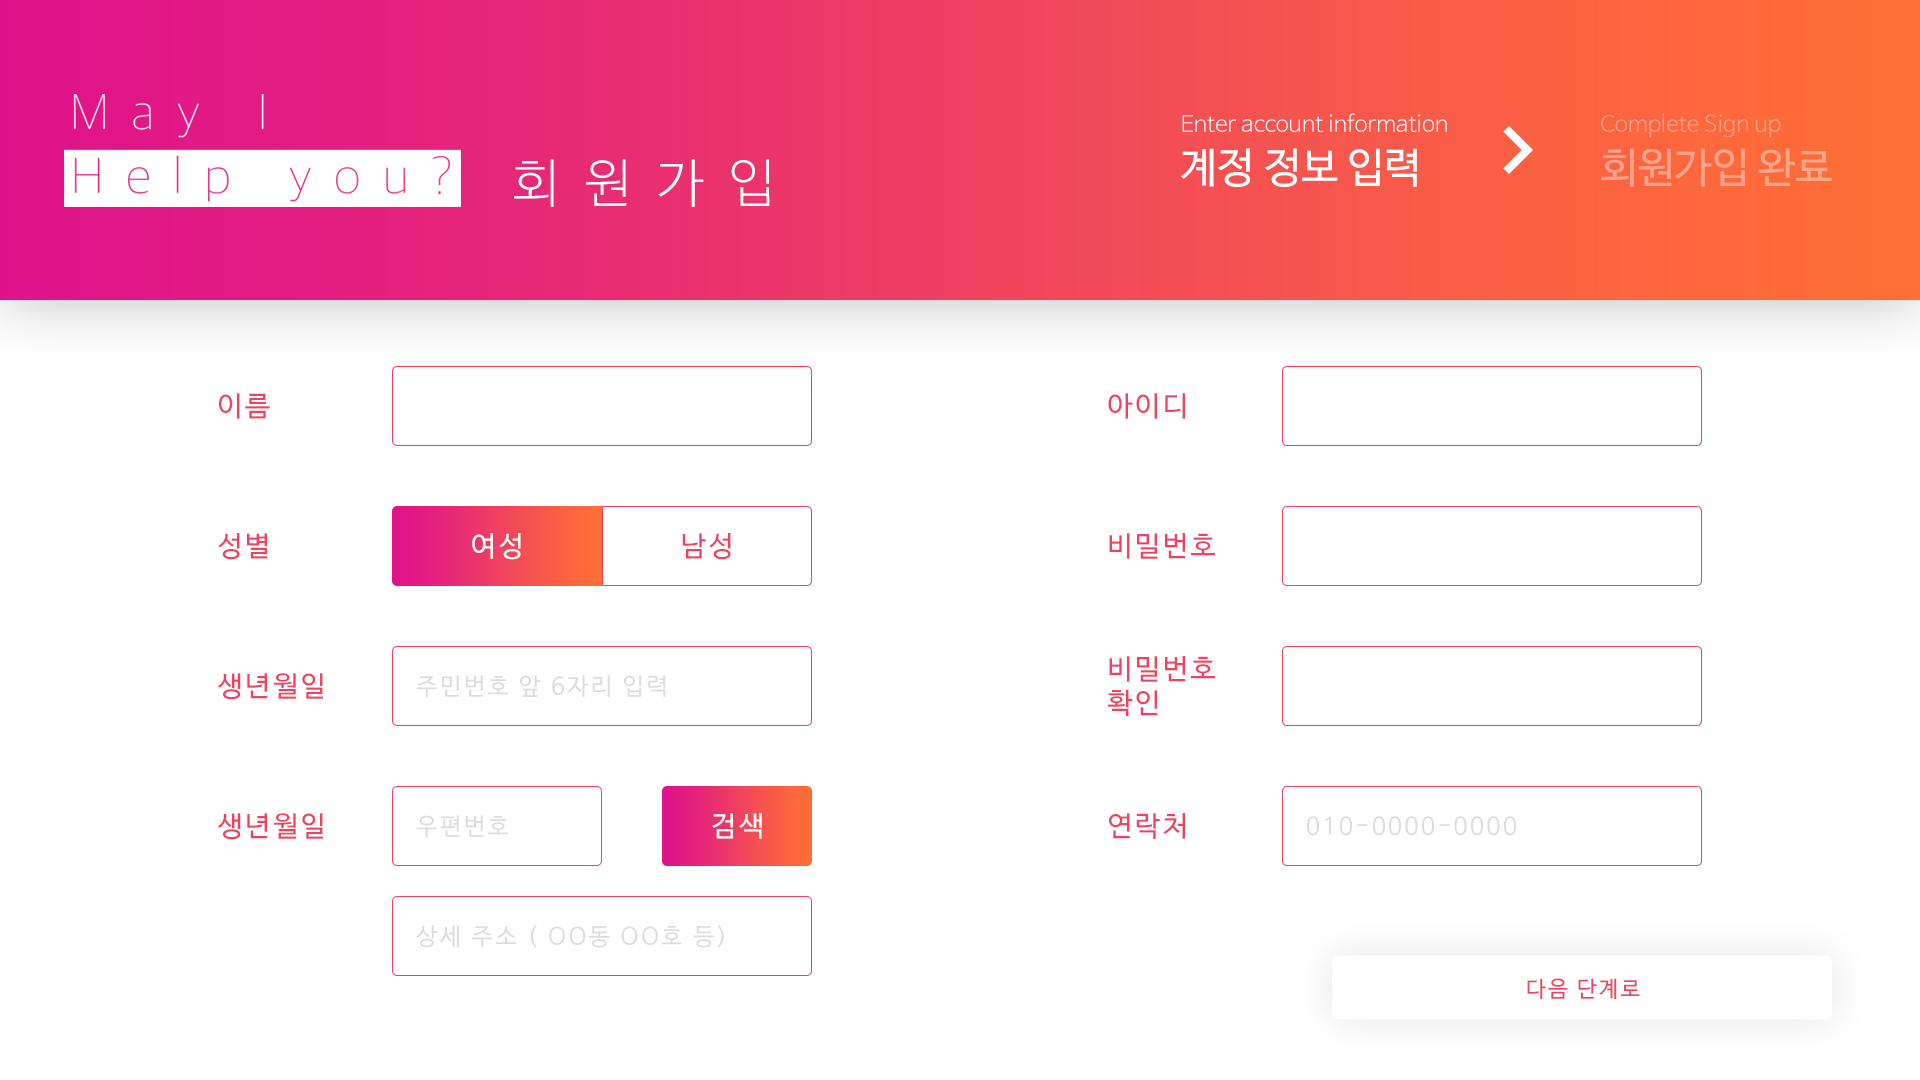 May I
Help you?
회원가입
Enter account information
계정 정보 입력
Complete Sign up
회원가입 완료
이름
성별
여성
남성
생년월일
주민번호 앞 6자리 입력
생년월일
우편번호
검색
상세 주소 ( OO동 OO호 등)
아이디
비밀번호
비밀번호
확인
연락처
010-0000-0000
다음 단계로